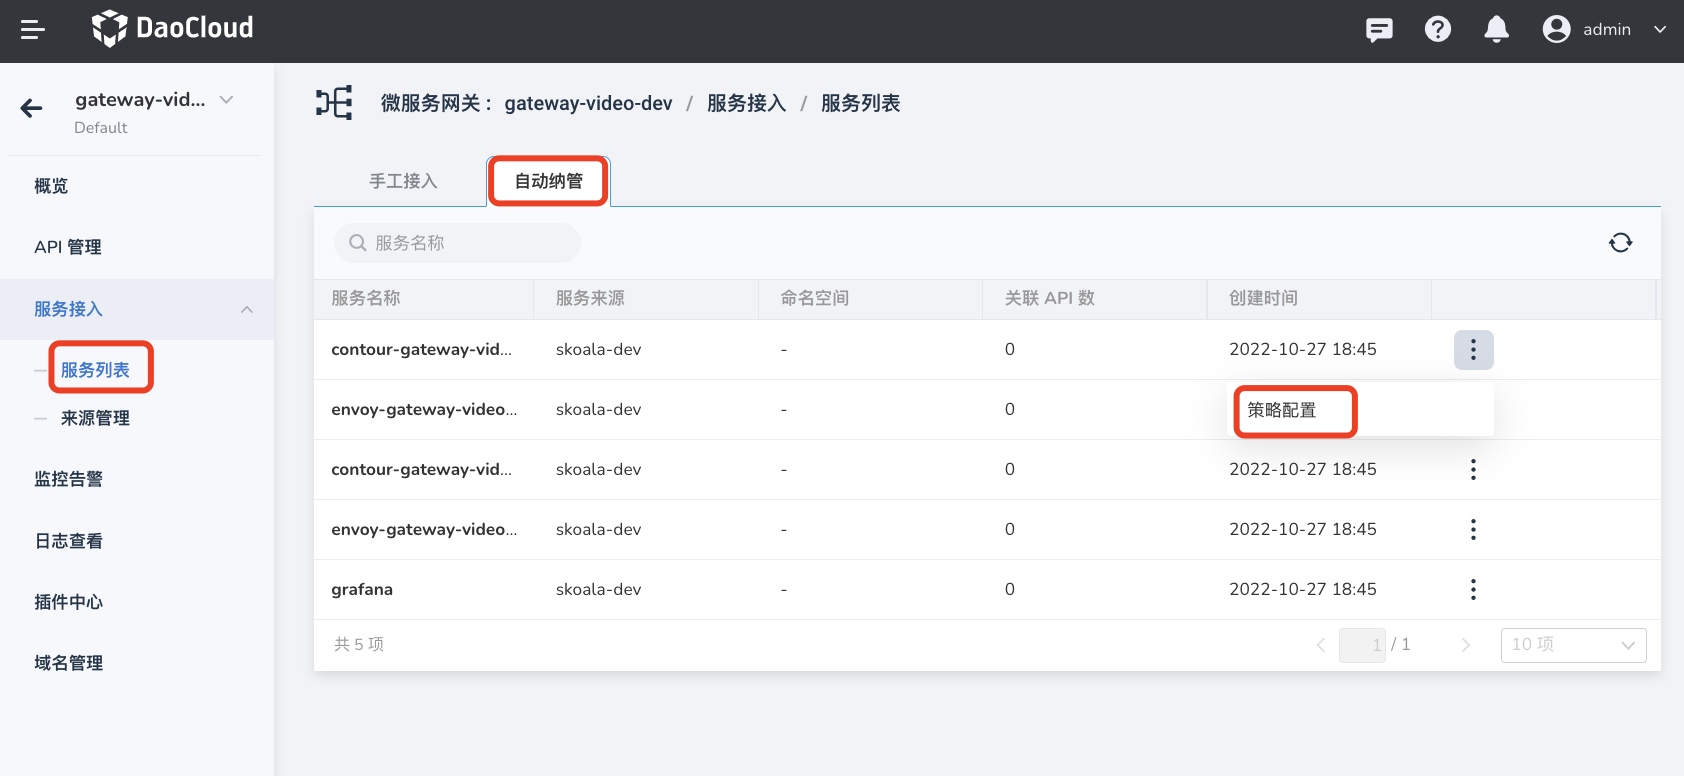 DaoCloud
admin
gateway-vid...
Default
概览
API 管理
服务接入
服务列表
来源管理
监控告警
日志查看
插件中心
域名管理
微服务网关： gateway-video-dev / 服务接入 / 服务列表
手工接入 自动纳管
服务名称
服务名称 服务来源 命名空间 关联 API 数 创建时间
contour-gateway-vid... skoala-dev - 0 2022-10-27 18:45
envoy-gateway-video... skoala-dev - 0
策略配置
contour-gateway-vid... skoala-dev - 0 2022-10-27 18:45
envoy-gateway-video... skoala-dev - 0 2022-10-27 18:45
grafana skoala-dev - 0 2022-10-27 18:45
共 5 项 1 / 1 10 项